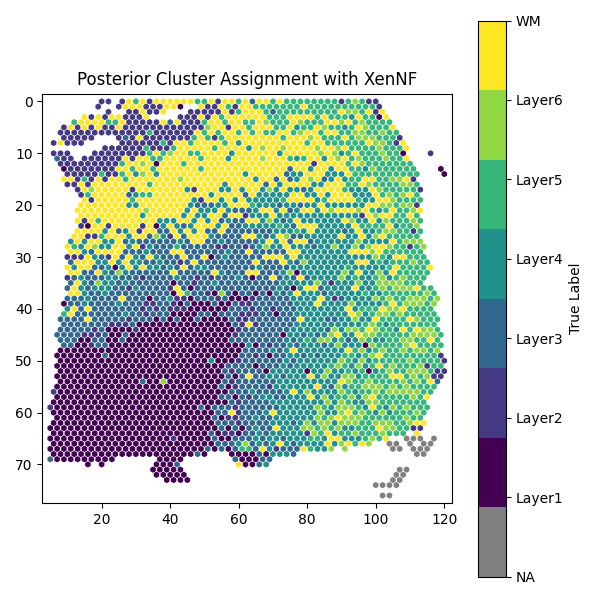 Posterior Cluster Assignment with XenNF
0
10
20
30
40
50
60
70
20
40
60
80
100
120
WM
Layer6
Layer5
Layer4
Layer3
Layer2
Layer1
NA
True Label